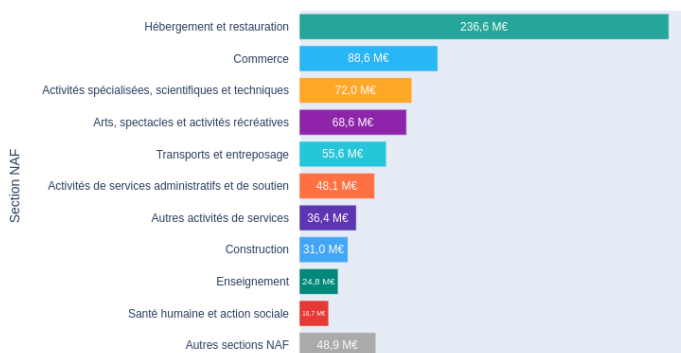 Section NAF
Hébergement et restauration 236,6 M€
Commerce 88,6 M€
Activités spécialisées, scientifiques et techniques 72,0 M€
Arts, spectacles et activités récréatives 68,6 M€
Transports et entreposage 55,6 M€
Activités de services administratifs et de soutien 48,1 M€
Autres activités de services 36,4 M€
Construction 31,0 M€
Enseignement 24,8 M€
Santé humaine et action sociale 18,7 M€
Autres sections NAF 48,9 M€